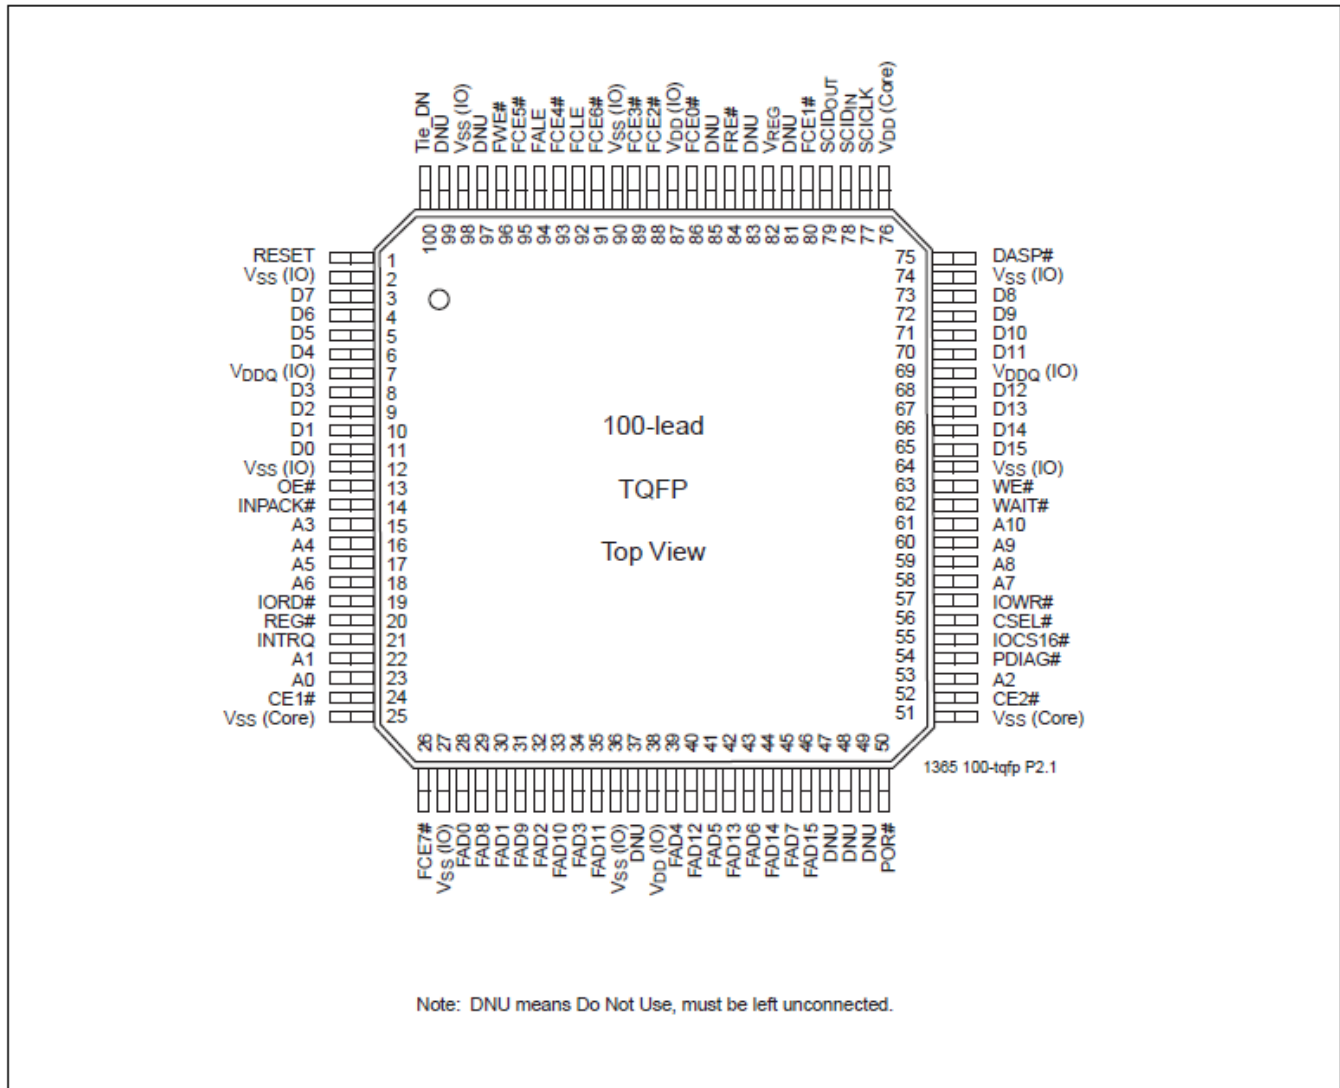 Tie_DN
DNU
VSS (IO)
DNU
FWE#
FCE5#
FALE
FCE4#
FCLE
FCE6#
VSS (IO)
FCE3#
FCE2#
VDD (IO)
FCE0#
DNU
FRE#
DNU
VREG
DNU
FCE1#
SCIDOUT
SCIDIN
SCICLK
VDD (Core)
100 99 98 97 96 95 94 93 92 91 90 89 88 87 86 85 84 83 82 81 80 79 78 77 76
RESET 1 75 DASP#
VSS (IO) 2 74 VSS (IO)
D7 3 73 D8
D6 4 72 D9
D5 5 71 D10
D4 6 70 D11
VDDQ (IO) 7 69 VDDQ (IO)
D3 8 68 D12
D2 9 67 D13
D1 10 66 D14
D0 11 65 D15
VSS (IO) 12 64 VSS (IO)
OE# 13 63 WE#
INPACK# 14 62 WAIT#
A3 15 61 A10
A4 16 60 A9
A5 17 59 A8
A6 18 58 A7
IORD# 19 57 IOWR#
REG# 20 56 CSEL#
INTRQ 21 55 IOCS16#
A1 22 54 PDIAG#
A0 23 53 A2
CE1# 24 52 CE2#
VSS (Core) 25 51 VSS (Core)
100-lead
TQFP
Top View
26 27 28 29 30 31 32 33 34 35 36 37 38 39 40 41 42 43 44 45 46 47 48 49 50
1365 100-tqfp P2.1
FCE7#
VSS (IO)
FAD0
FAD8
FAD1
FAD9
FAD2
FAD10
FAD3
FAD11
VSS (IO)
DNU
VDD (IO)
FAD4
FAD12
FAD5
FAD13
FAD6
FAD14
FAD7
FAD15
DNU
DNU
DNU
POR#
Note: DNU means Do Not Use, must be left unconnected.